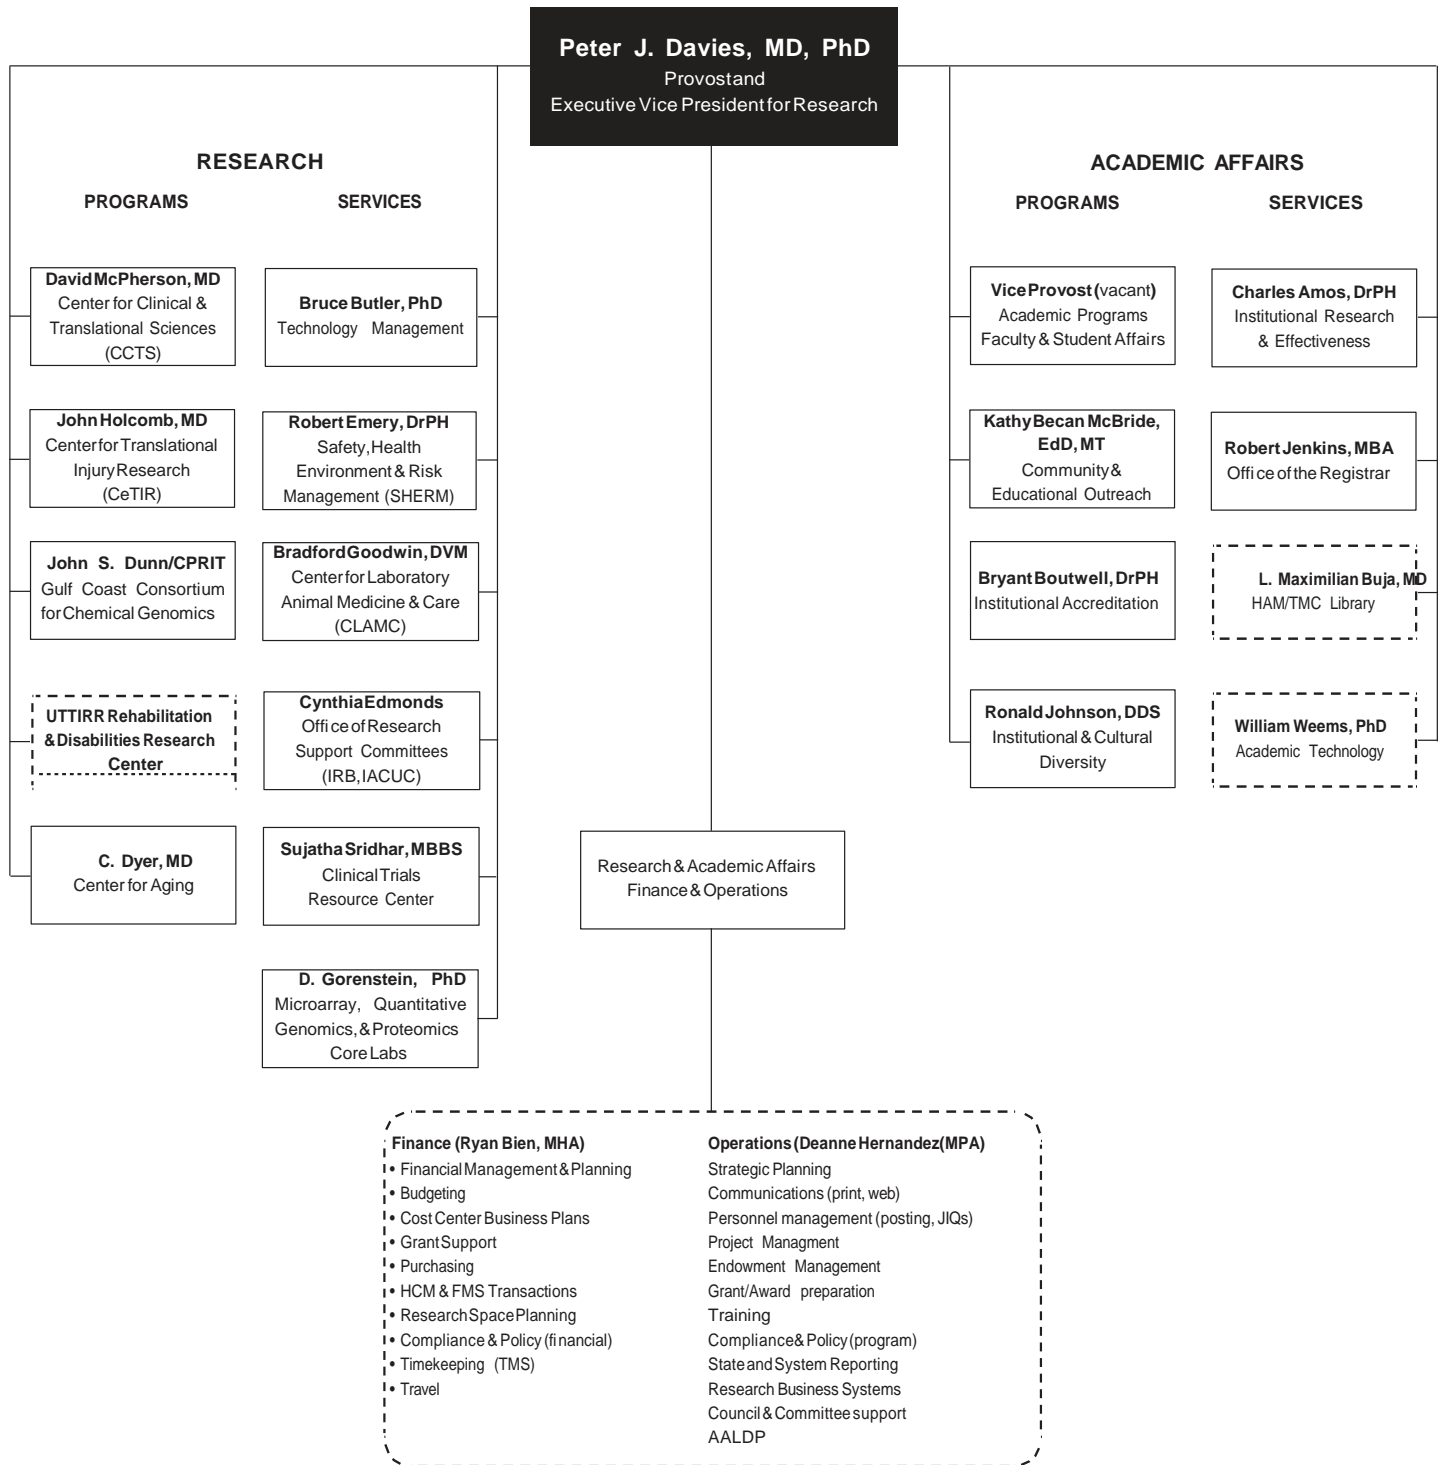 Peter J. Davies, MD, PhD
Provostand
Executive Vice President for Research
RESEARCH
PROGRAMS
SERVICES
David McPherson, MD
Center for Clinical &
Translational Sciences
(CCTS)
John Holcomb, MD
Center for Translational
Injury Research
(CeTIR)
John S. Dunn/CPRIT
Gulf Coast Consortium
for Chemical Genomics
UTTIRR Rehabilitation
& Disabilities Research
Center
C. Dyer, MD
Center for Aging
Bruce Butler, PhD
Technology Management
Robert Emery, DrPH
Safety, Health
Environment & Risk
Management (SHERM)
Bradford Goodwin, DVM
Center for Laboratory
Animal Medicine & Care
(CLAMC)
Cynthia Edmonds
Office of Research
Support Committees
(IRB, IACUC)
Sujatha Sridhar, MBBS
Clinical Trials
Resource Center
D. Gorenstein, PhD
Microarray, Quantitative
Genomics, & Proteomics
Core Labs
ACADEMIC AFFAIRS
PROGRAMS
SERVICES
Vice Provost (vacant)
Academic Programs
Faculty & Student Affairs
Kathy Becan McBride,
EdD, MT
Community &
Educational Outreach
Bryant Boutwell, DrPH
Institutional Accreditation
Ronald Johnson, DDS
Institutional & Cultural
Diversity
Charles Amos, DrPH
Institutional Research
& Effectiveness
Robert Jenkins, MBA
Office of the Registrar
L. Maximilian Buja, MD
HAM/TMC Library
William Weems, PhD
Academic Technology
Research & Academic Affairs
Finance & Operations
Finance (Ryan Bien, MHA)
• Financial Management & Planning
• Budgeting
• Cost Center Business Plans
• Grant Support
• Purchasing
• HCM & FMS Transactions
• Research Space Planning
• Compliance & Policy (financial)
• Timekeeping (TMS)
• Travel
Operations (Deanne Hernandez(MPA)
Strategic Planning
Communications (print, web)
Personnel management (posting, JIQs)
Project Managment
Endowment Management
Grant/Award preparation
Training
Compliance & Policy (program)
State and System Reporting
Research Business Systems
Council & Committee support
AALDP